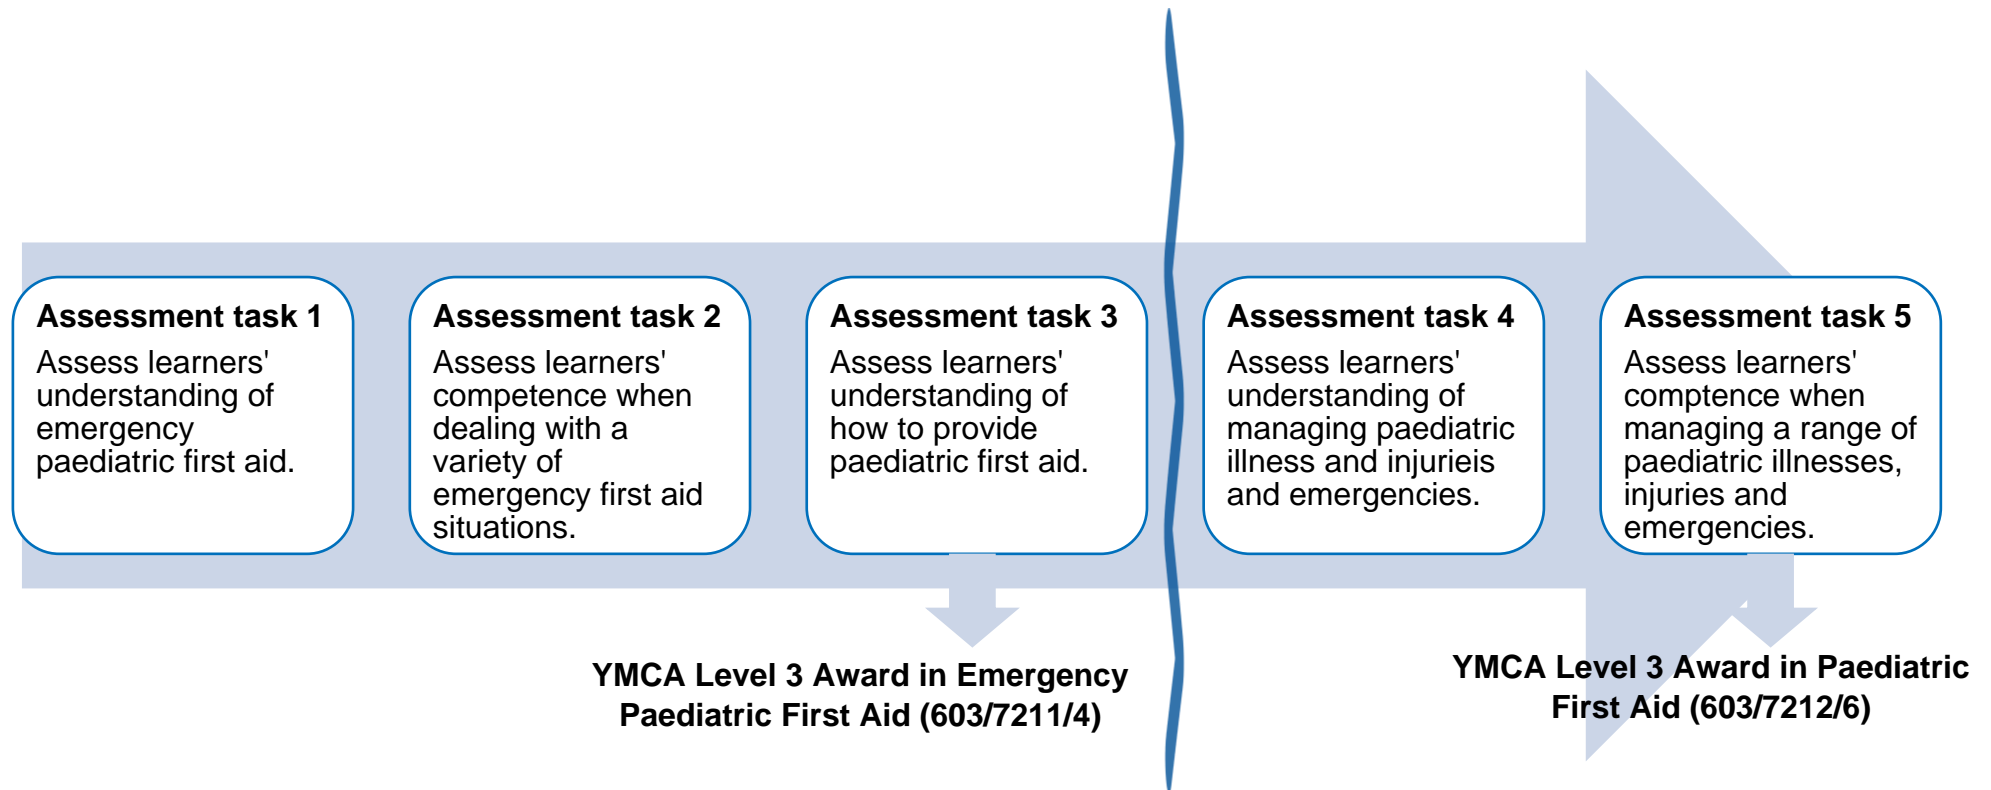 Assessment task 1
Assess learners'
understanding of
emergency
paediatric first aid.
Assessment task 2
Assess learners'
competence when
dealing with a
variety of
emergency first aid
situations.
Assessment task 3
Assess learners'
understanding of
how to provide
paediatric first aid.
Assessment task 4
Assess learners'
understanding of
managing paediatric
illness and injurieis
and emergencies.
Assessment task 5
Assess learners'
comptence when
managing a range of
paediatric illnesses,
injuries and
emergencies.
YMCA Level 3 Award in Emergency
Paediatric First Aid (603/7211/4)
YMCA Level 3 Award in Paediatric
First Aid (603/7212/6)